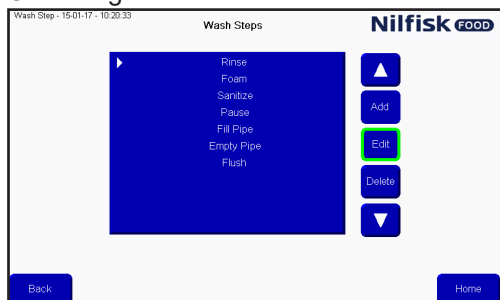 Wash Step - 15-01-17 - 10:20:33
Wash Steps
Nilfisk FOOD
Rinse
Foam
Sanitize
Pause
Fill Pipe
Empty Pipe
Flush
Add
Edit
Delete
Back
Home